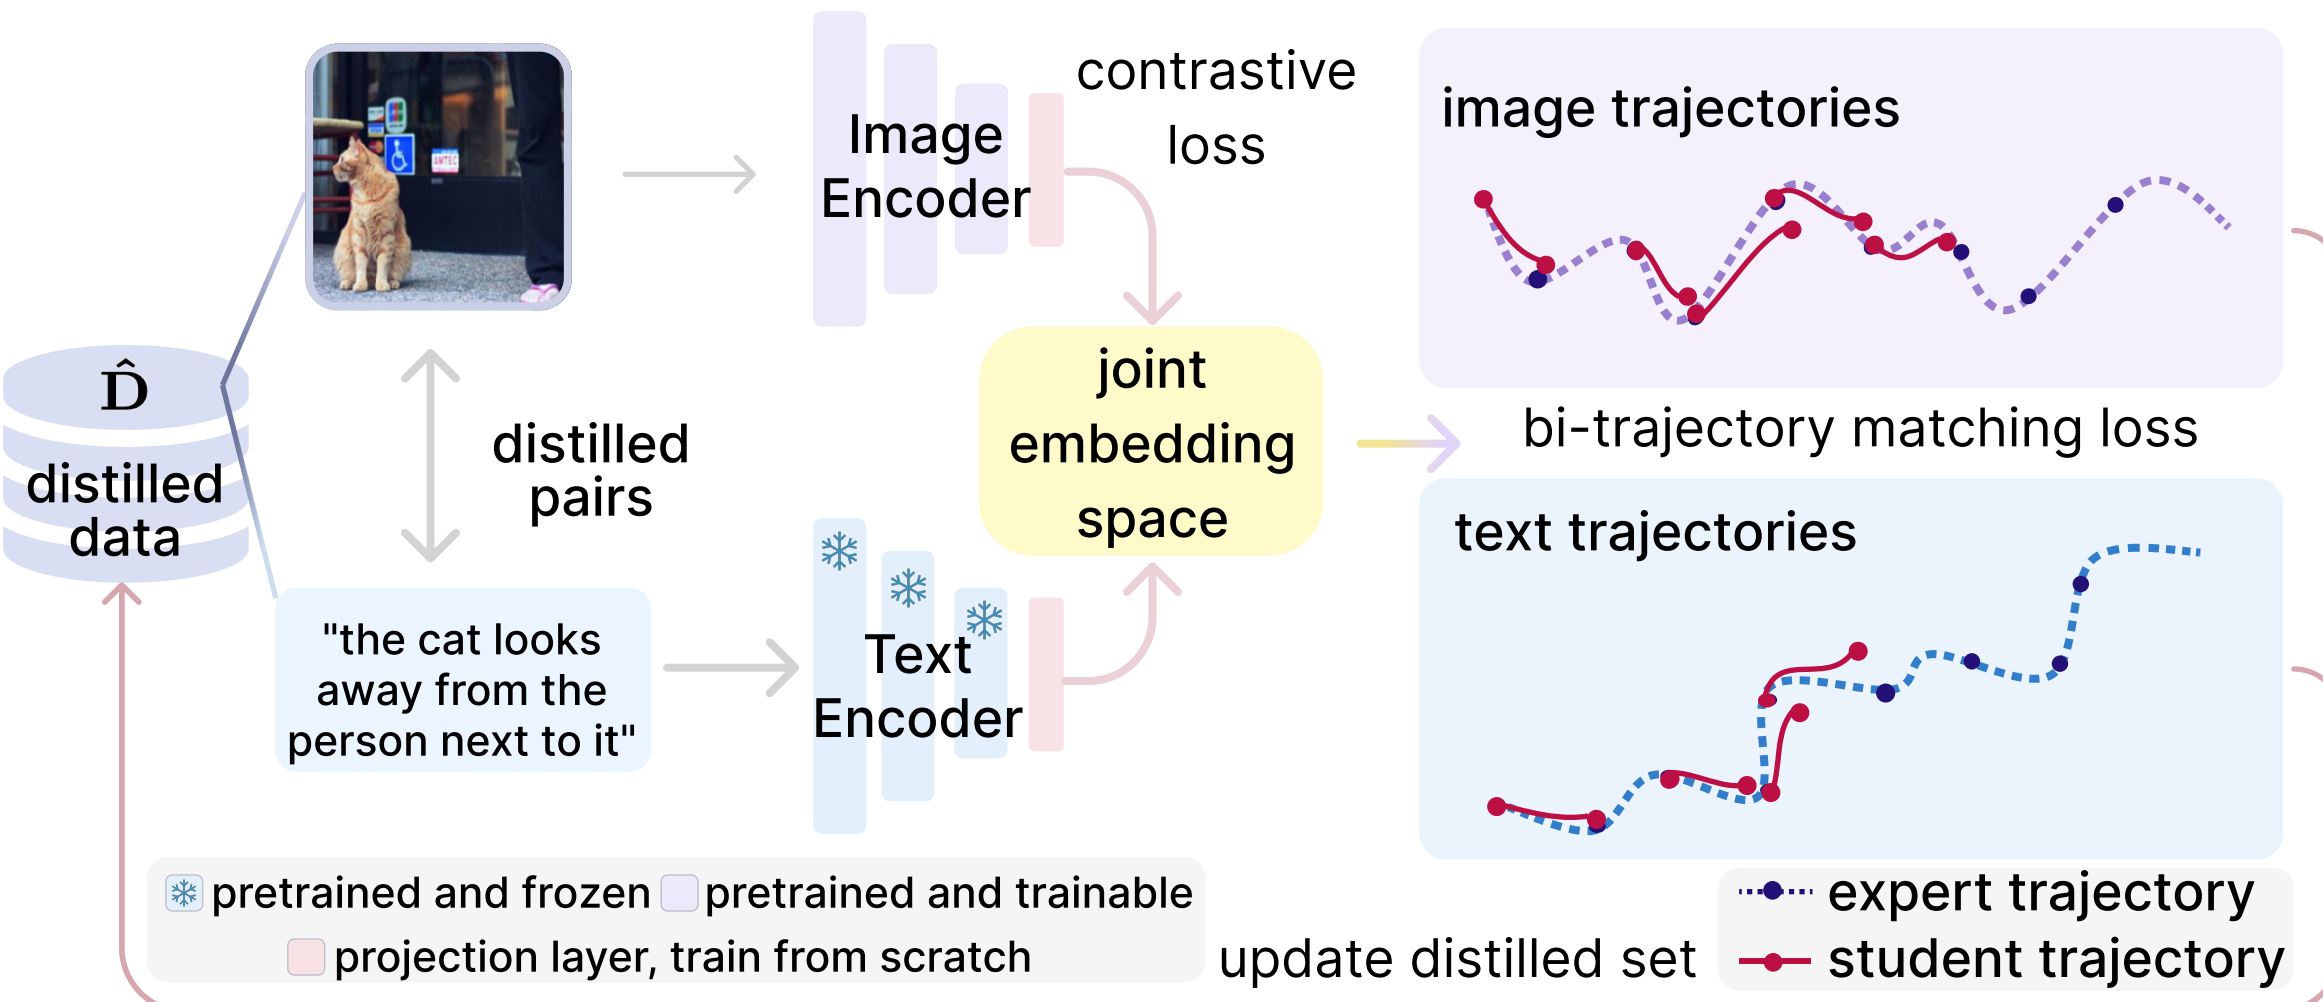 contrastive
loss
Image
Encoder
AMTEC
image trajectories
D̂
distilled
data
distilled
pairs
joint
embedding
space
bi-trajectory matching loss
text trajectories
"the cat looks
away from the
person next to it"
Text
Encoder
pretrained and frozen
pretrained and trainable
projection layer, train from scratch
update distilled set
expert trajectory
student trajectory